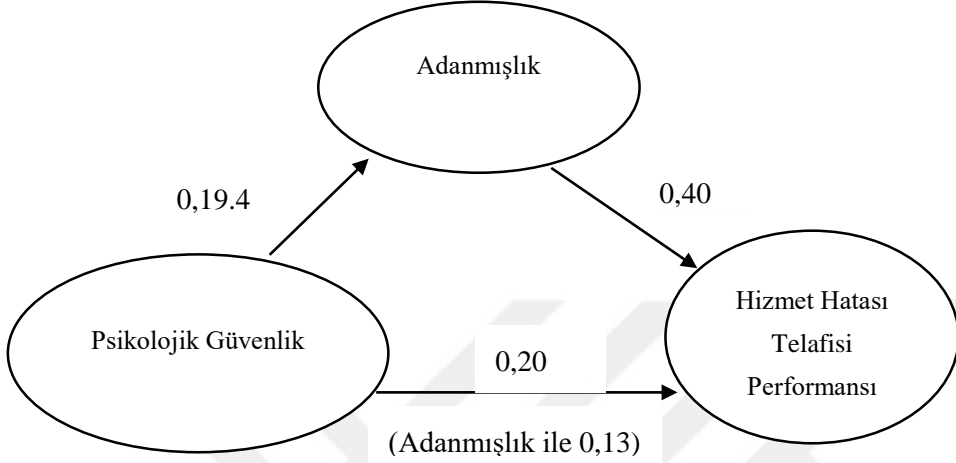 Adanmışlık
0,19.4
0,40
Psikolojik Güvenlik
0,20
(Adanmışlık ile 0,13)
Hizmet Hatası
Telafisi
Performansı